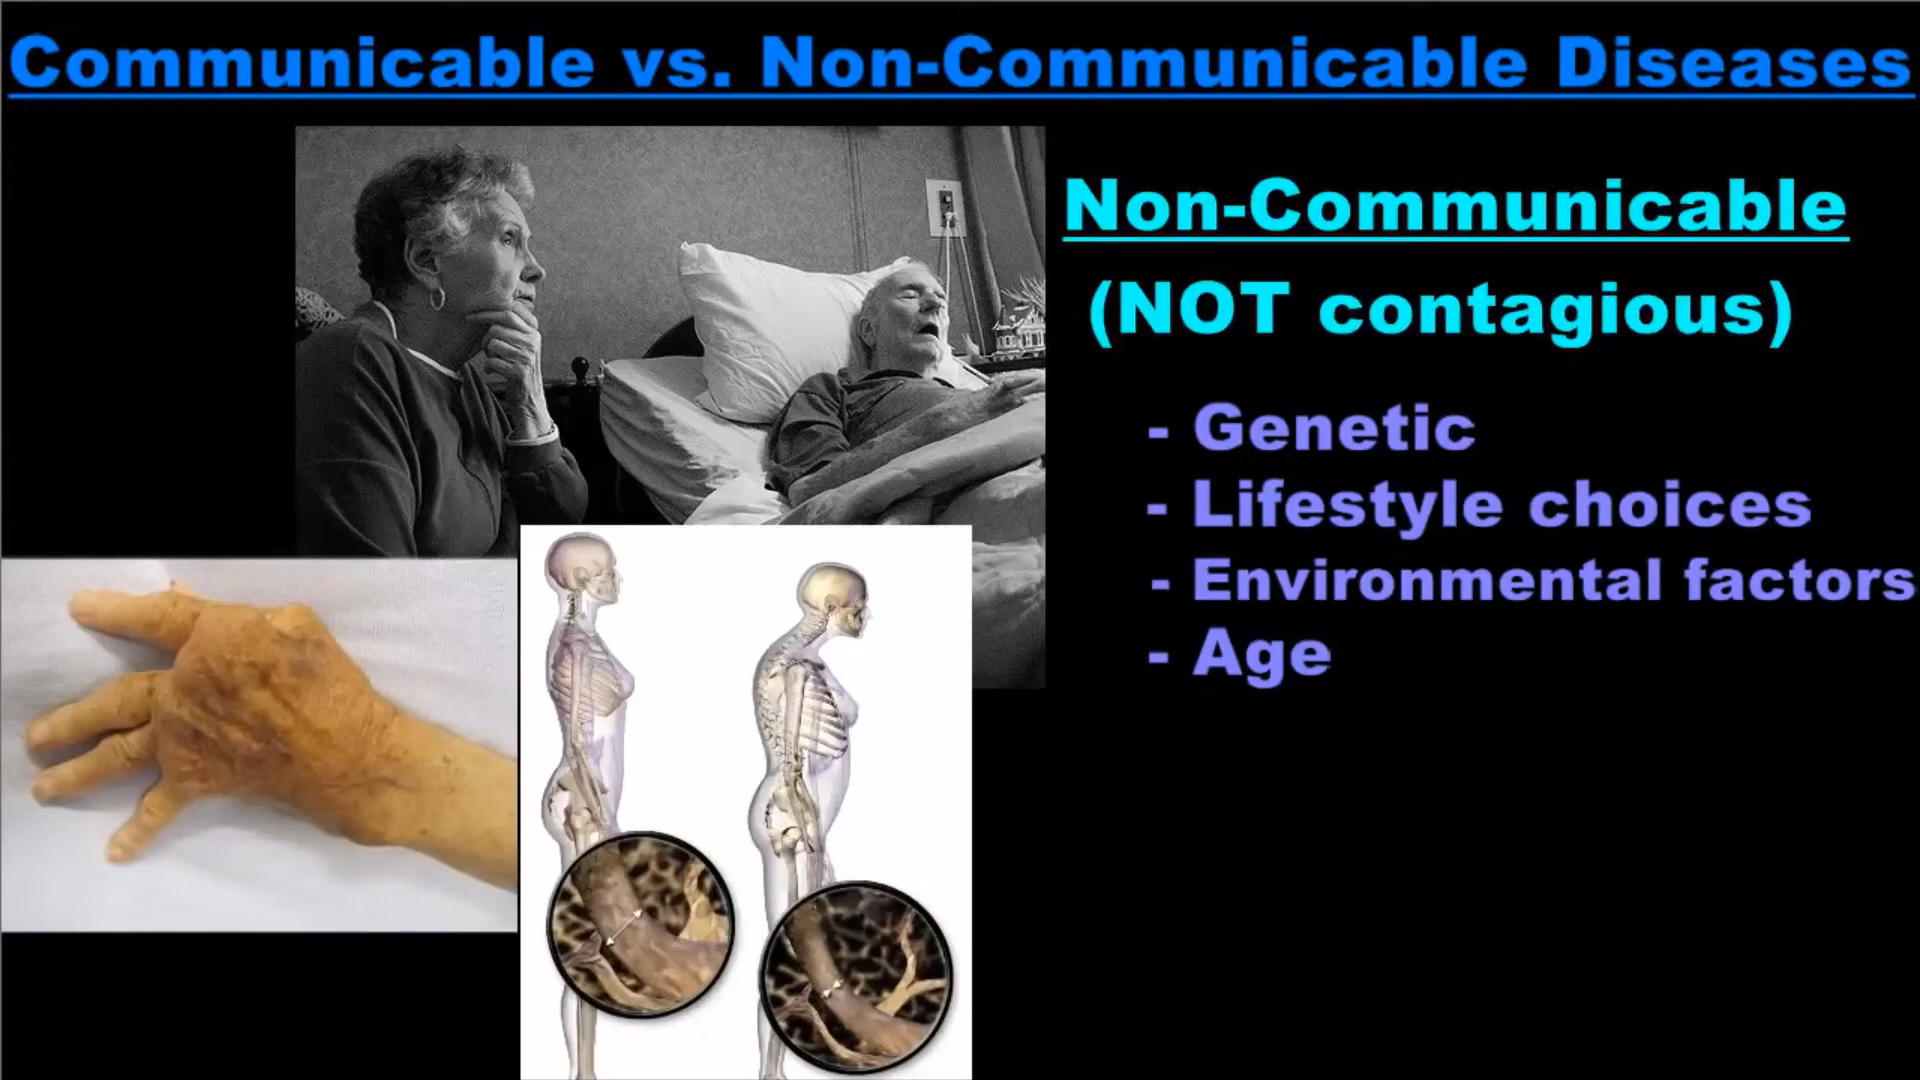 Communicable vs. Non-Communicable Diseases
Non-Communicable
(NOT contagious)
- Genetic
- Lifestyle choices
- Environmental factors
- Age